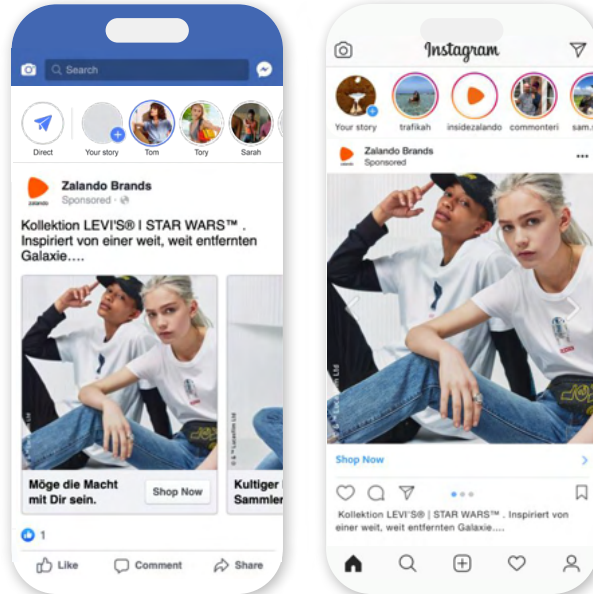 Search
Direct
Your story
Tom
Tory
Sarah
zalando
Zalando Brands
Sponsored ·
Kollektion LEVI'S® I STAR WARS™ .
Inspiriert von einer weit, weit entfernten
Galaxie....
Möge die Macht
mit Dir sein.
Shop Now
Kultiger
Sammler
1
Like
Comment
Share
Instagram
Your story
trafikah
insidezalando
commonteri
sam.s
Zalando Brands
Sponsored
Shop Now
Kollektion LEVI'S® | STAR WARS™ . Inspiriert von
einer weit, weit entfernten Galaxie....